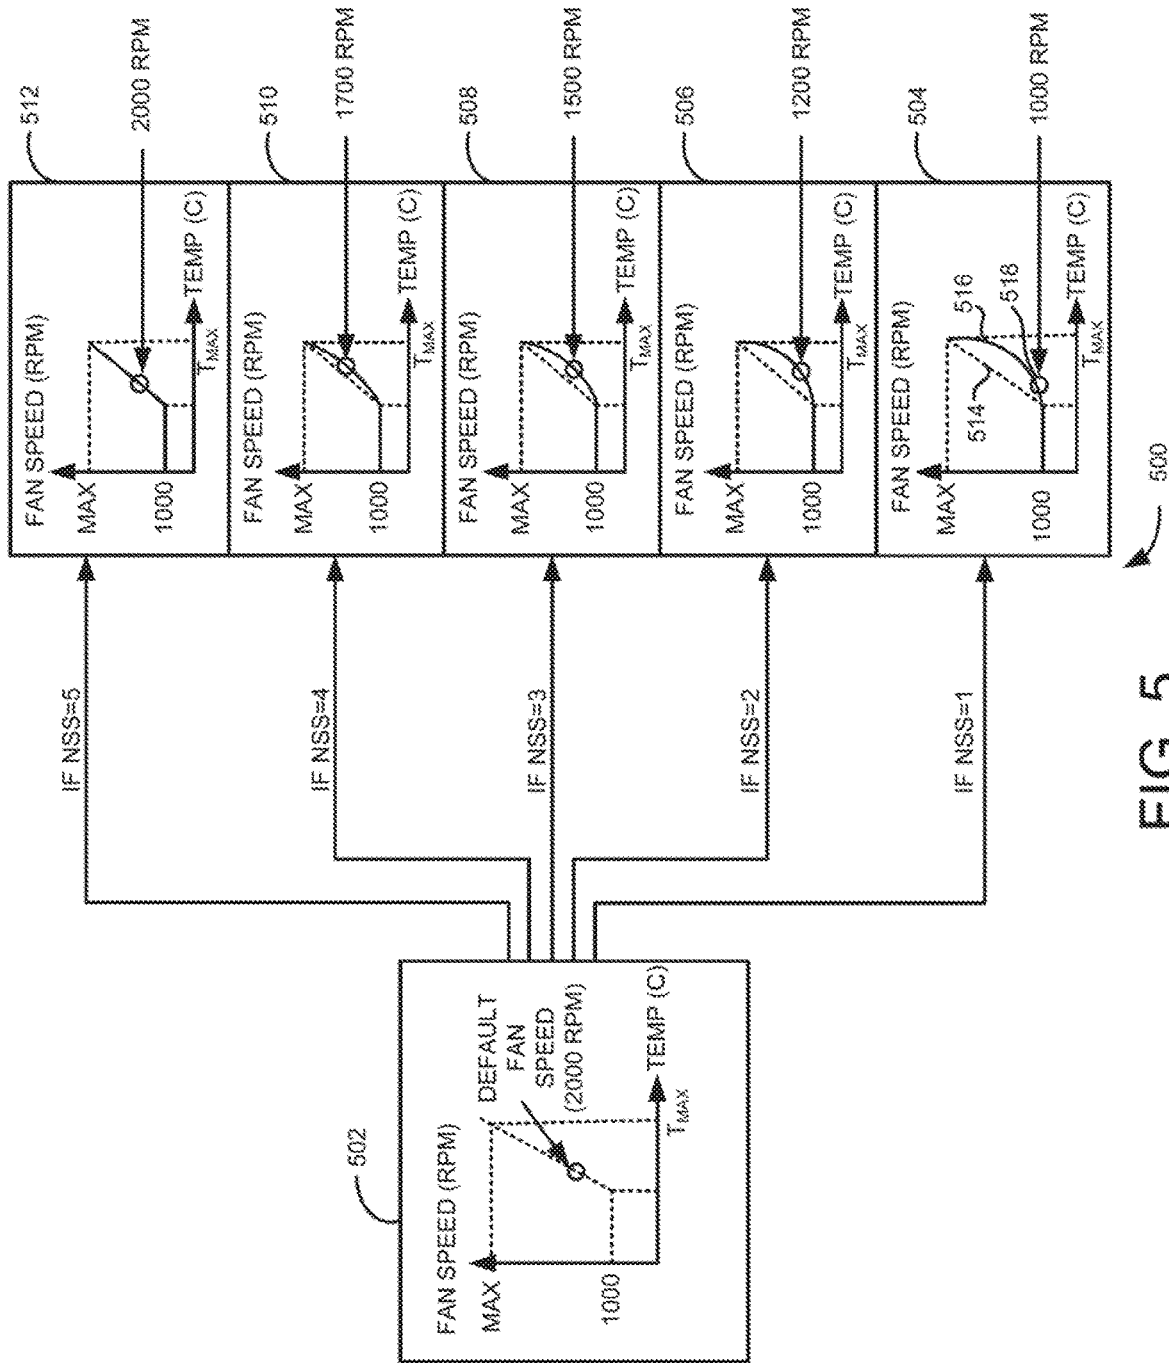 502
FAN SPEED (RPM)
MAX
1000
DEFAULT
FAN
SPEED
(2000 RPM)
TEMP (C)
TMAX
IF NSS=5
IF NSS=4
IF NSS=3
IF NSS=2
IF NSS=1
512
FAN SPEED (RPM)
MAX
1000
TEMP (C)
TMAX
2000 RPM
510
FAN SPEED (RPM)
MAX
1000
TEMP (C)
TMAX
1700 RPM
508
FAN SPEED (RPM)
MAX
1000
TEMP (C)
TMAX
1500 RPM
506
FAN SPEED (RPM)
MAX
1000
TEMP (C)
TMAX
1200 RPM
504
FAN SPEED (RPM)
MAX
1000
514
516
518
TEMP (C)
TMAX
1000 RPM
500
FIG. 5